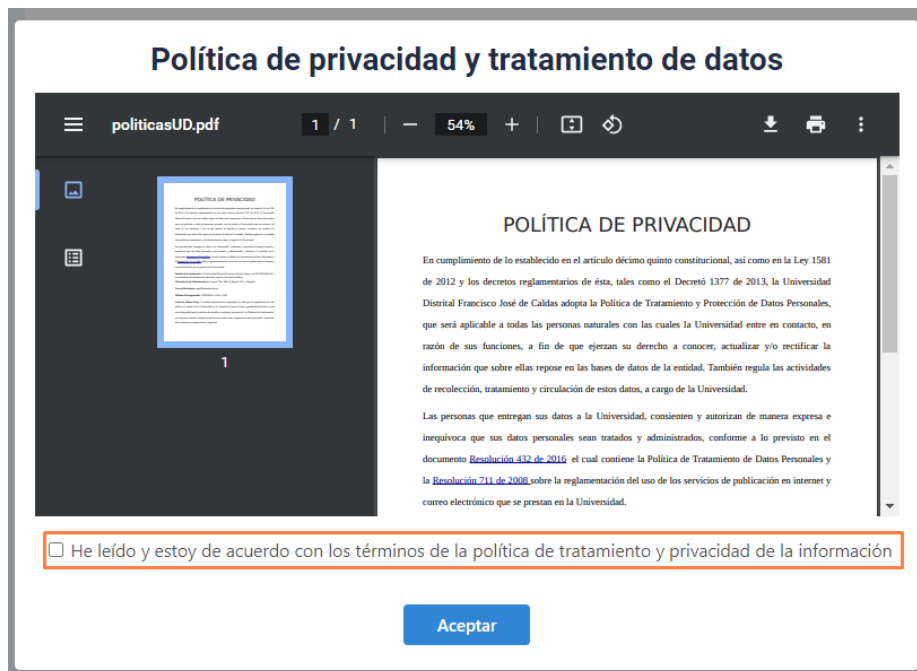 Política de privacidad y tratamiento de datos
politicasUD.pdf
1 / 1
54%
POLÍTICA DE PRIVACIDAD
1
POLÍTICA DE PRIVACIDAD
En cumplimiento de lo establecido en el artículo décimo quinto constitucional, así como en la Ley 1581
de 2012 y los decretos reglamentarios de ésta, tales como el Decretó 1377 de 2013, la Universidad
Distrital Francisco José de Caldas adopta la Política de Tratamiento y Protección de Datos Personales,
que será aplicable a todas las personas naturales con las cuales la Universidad entre en contacto, en
razón de sus funciones, a fin de que ejerzan su derecho a conocer, actualizar y/o rectificar la
información que sobre ellas repose en las bases de datos de la entidad. También regula las actividades
de recolección, tratamiento y circulación de estos datos, a cargo de la Universidad.
Las personas que entregan sus datos a la Universidad, consienten y autorizan de manera expresa e
inequívoca que sus datos personales sean tratados y administrados, conforme a lo previsto en el
documento Resolución 432 de 2016 el cual contiene la Política de Tratamiento de Datos Personales y
la Resolución 711 de 2008 sobre la reglamentación del uso de los servicios de publicación en internet y
correo electrónico que se prestan en la Universidad.
He leído y estoy de acuerdo con los términos de la política de tratamiento y privacidad de la información
Aceptar